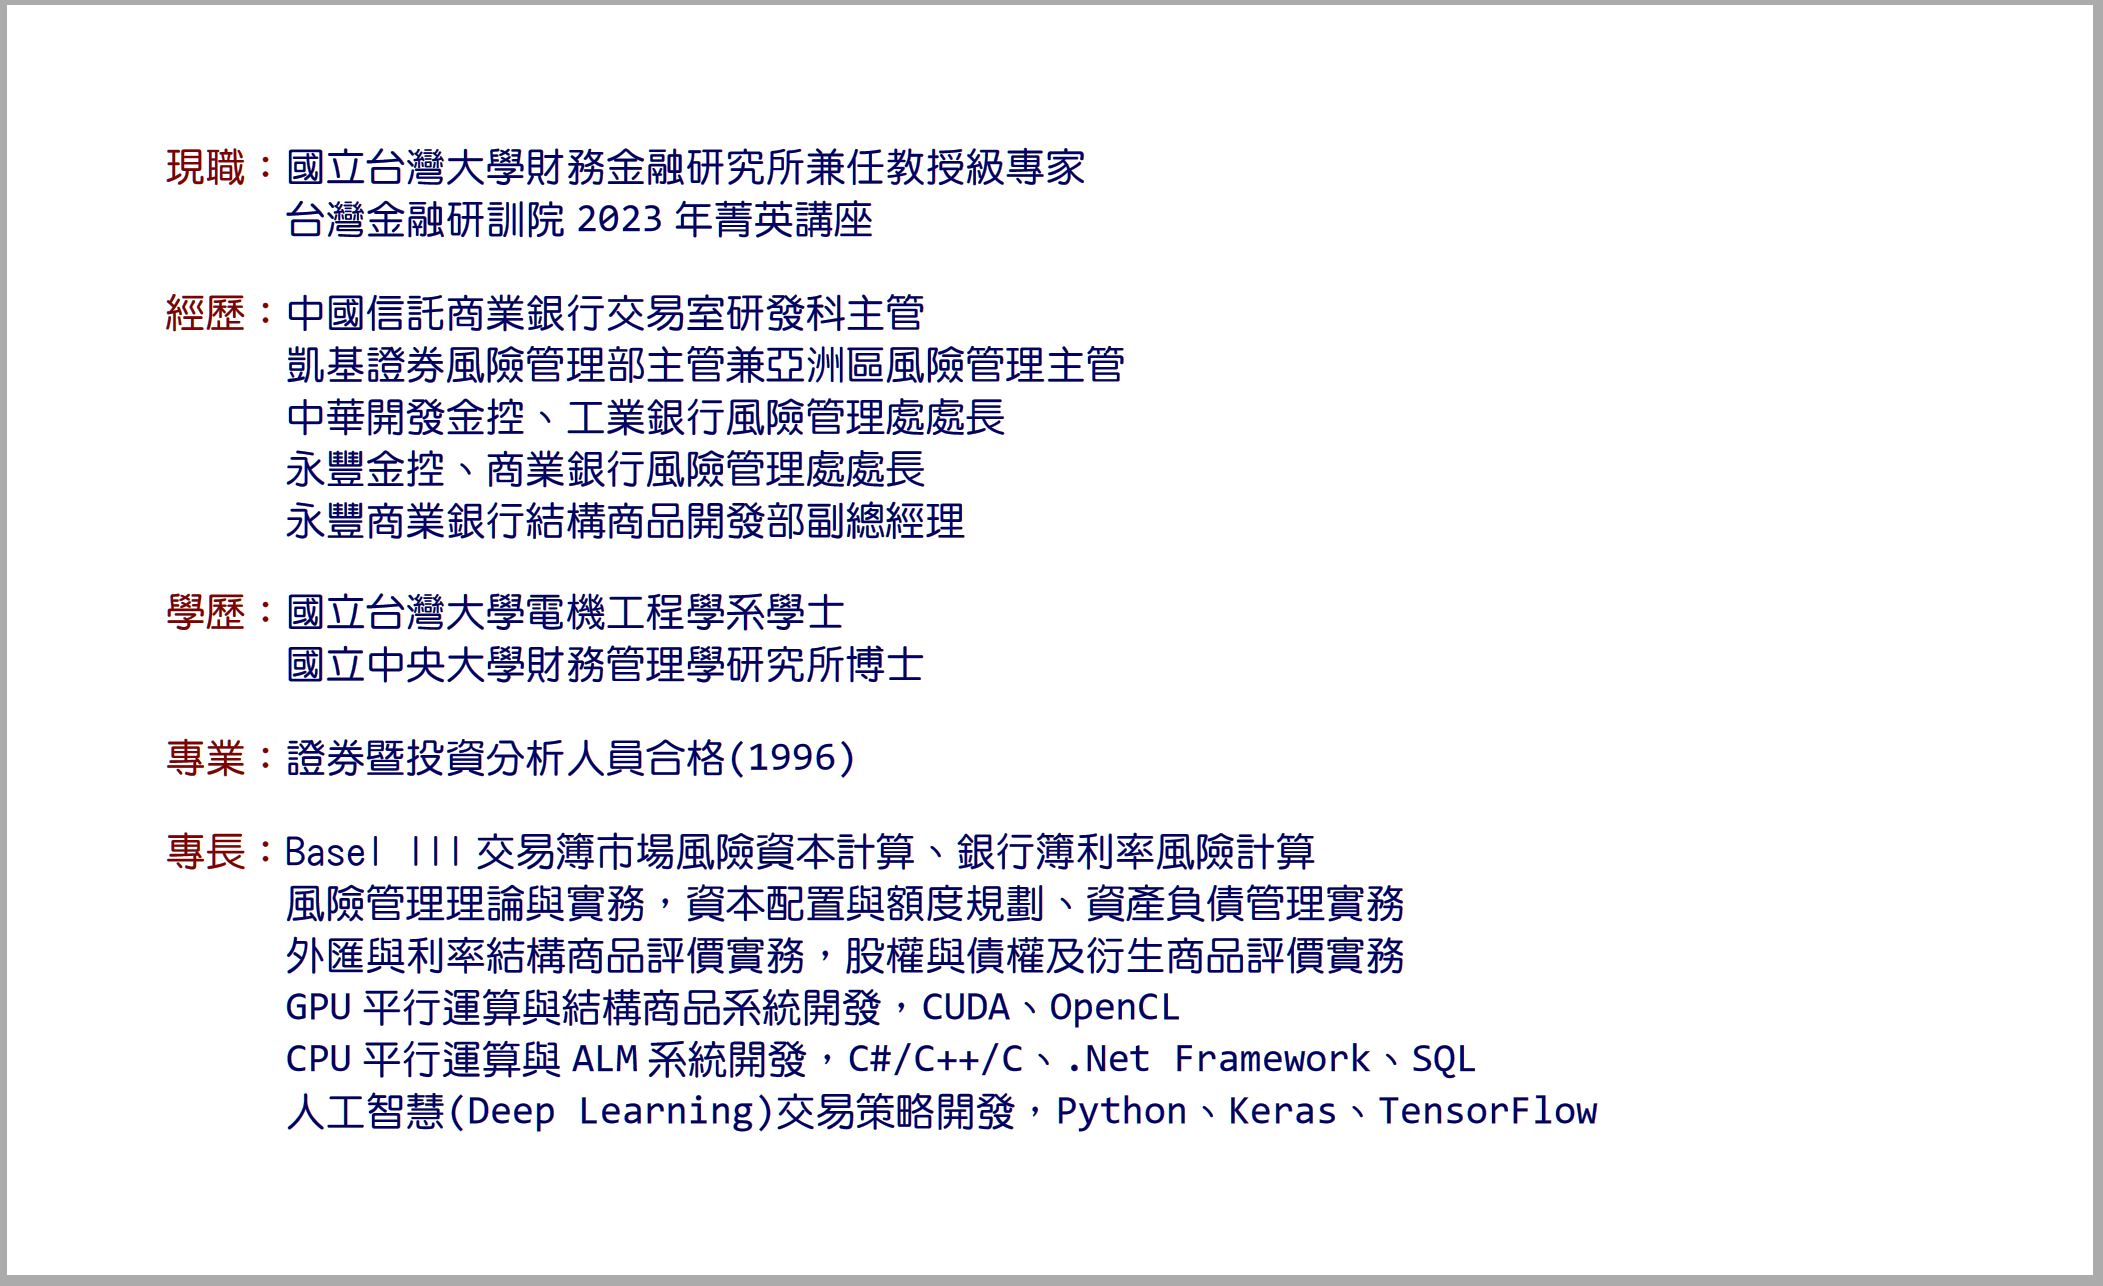 現職：國立台灣大學財務金融研究所兼任教授級專家
台灣金融研訓院 2023 年菁英講座
經歷：中國信託商業銀行交易室研發科主管
凱基證券風險管理部主管兼亞洲區風險管理主管
中華開發金控、工業銀行風險管理處處長
永豐金控、商業銀行風險管理處處長
永豐商業銀行結構商品開發部副總經理
學歷：國立台灣大學電機工程學系學士
國立中央大學財務管理學研究所博士
專業：證券暨投資分析人員合格(1996)
專長：Basel III 交易簿市場風險資本計算、銀行簿利率風險計算
風險管理理論與實務，資本配置與額度規劃、資產負債管理實務
外匯與利率結構商品評價實務，股權與債權及衍生商品評價實務
GPU 平行運算與結構商品系統開發，CUDA、OpenCL
CPU 平行運算與 ALM 系統開發，C#/C++/C、.Net Framework、SQL
人工智慧(Deep Learning)交易策略開發，Python、Keras、TensorFlow